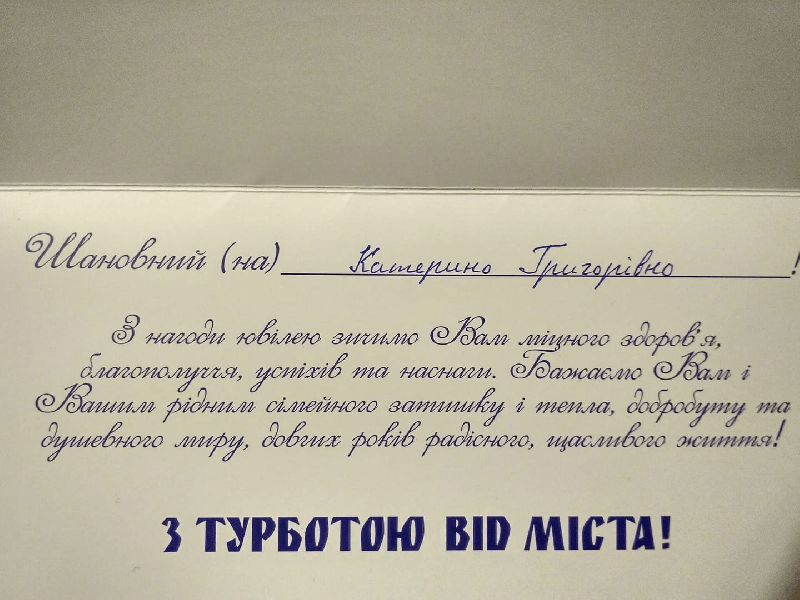 Шановний (на) Катерино Григорівно !
З нагоди ювілею зичимо Вам міцного здоров'я,
благополуччя, успіхів та наснаги. Бажаємо Вам і
Вашим рідним сімейного затишку і тепла, добробуту та
душевного миру, довгих років радісного, щасливого життя!
З ТУРБОТОЮ ВІД МІСТА!